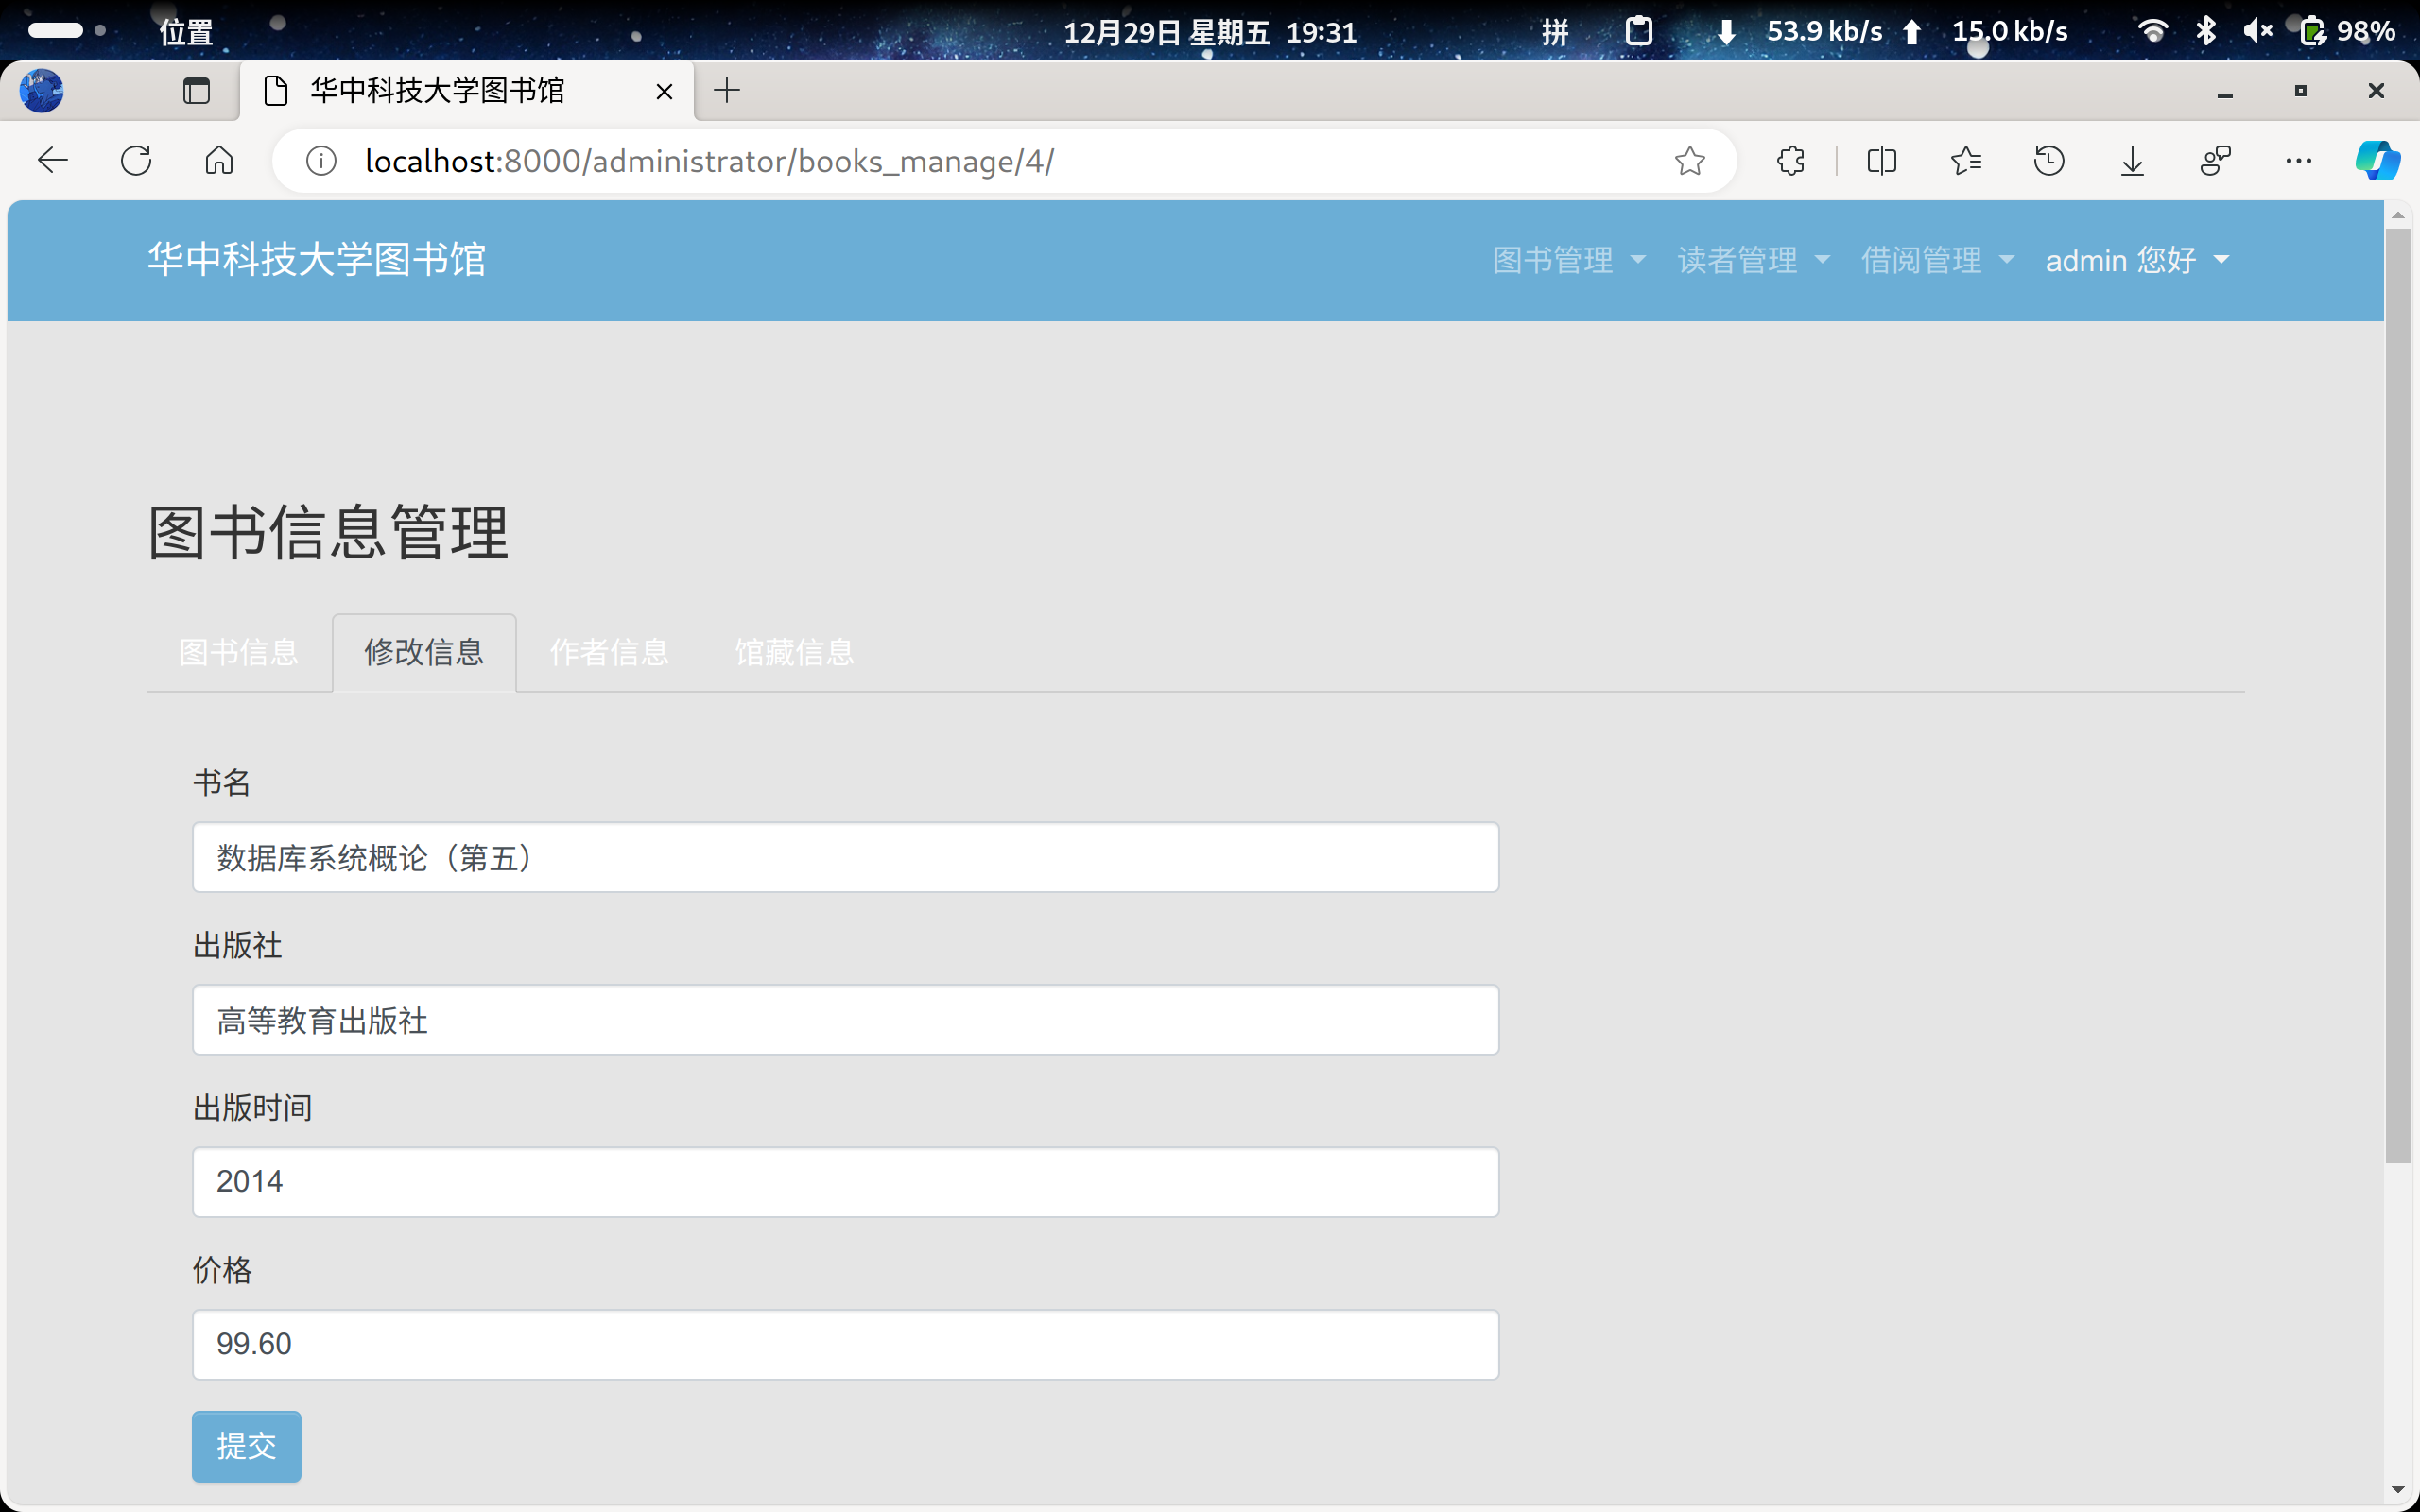 位置
12月29日 星期五 19:31
拼
53.9 kb/s
15.0 kb/s
98%
华中科技大学图书馆
localhost:8000/administrator/books_manage/4/
华中科技大学图书馆
图书管理
读者管理
借阅管理
admin 您好
图书信息管理
图书信息
修改信息
作者信息
馆藏信息
书名
数据库系统概论（第五）
出版社
高等教育出版社
出版时间
2014
价格
99.60
提交